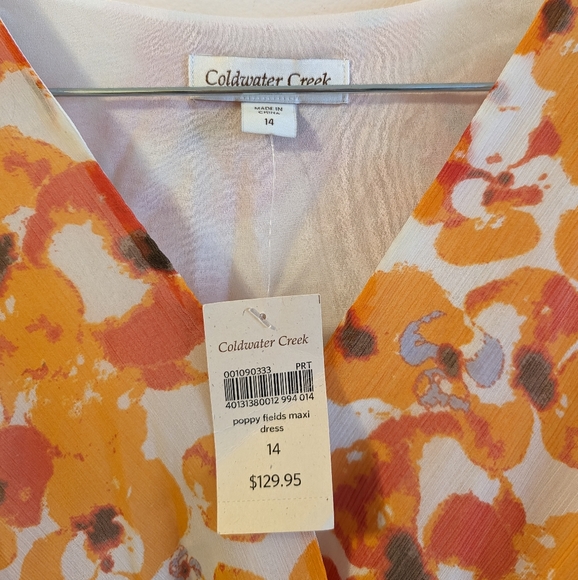 Coldwater Creek
MADE IN
CHINA
14
Coldwater Creek
001090333 PRT
40131380012 994 014
poppy fields maxi
dress
14
$129.95